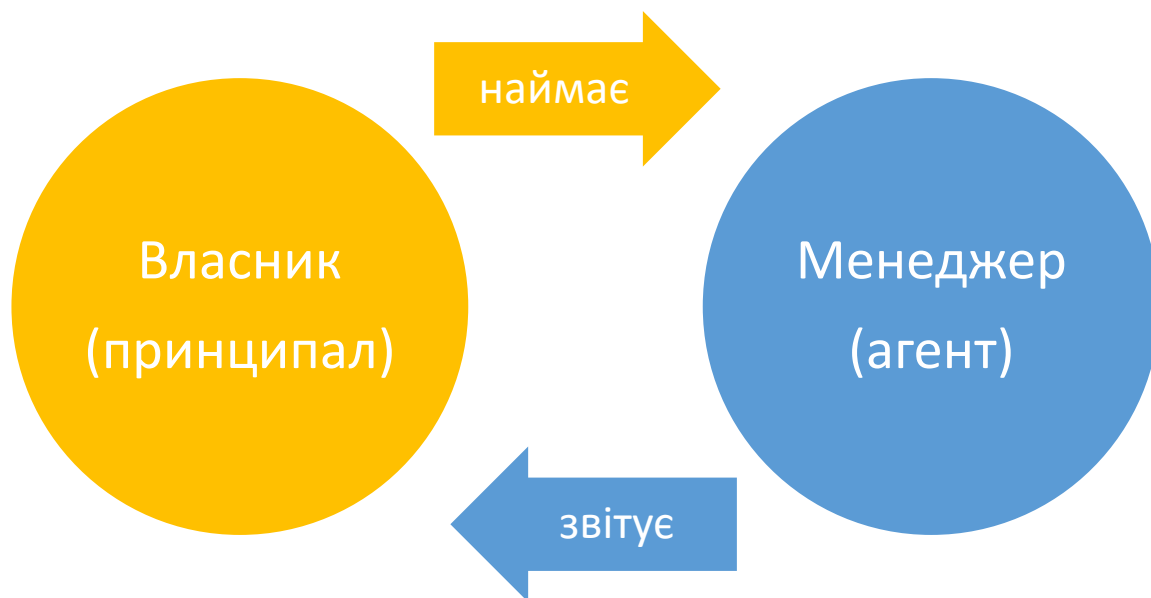 наймає
Власник
(принципал)
Менеджер
(агент)
звітує